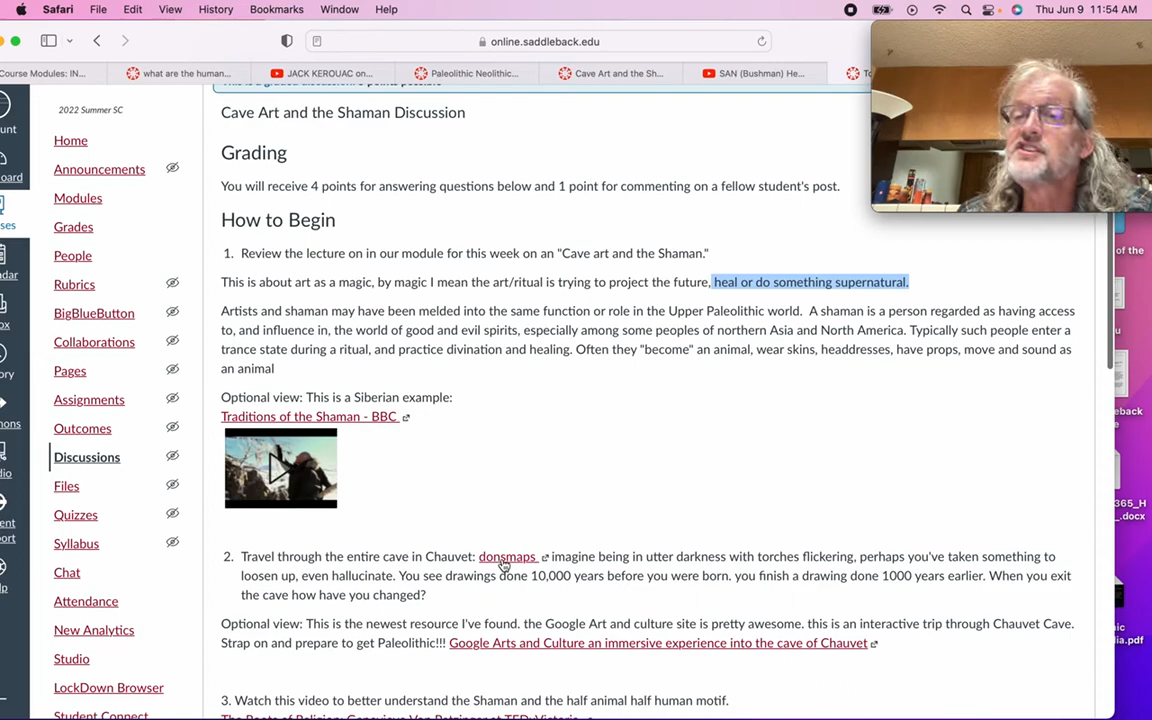 Safari File Edit View History Bookmarks Window Help Thu Jun 9 11:54 AM
online.saddleback.edu
Course Modules: IN... what are the human... JACK KEROUAC on... Paleolithic Neolithic... Cave Art and the Sh... SAN (Bushman) He...
2022 Summer SC
Home
Announcements
Modules
Grades
People
Rubrics
BigBlueButton
Collaborations
Pages
Assignments
Outcomes
Discussions
Files
Quizzes
Syllabus
Chat
Attendance
New Analytics
Studio
LockDown Browser
Student Connect
Cave Art and the Shaman Discussion
Grading
You will receive 4 points for answering questions below and 1 point for commenting on a fellow student's post.
How to Begin
1. Review the lecture on in our module for this week on an "Cave art and the Shaman."
This is about art as a magic, by magic I mean the art/ritual is trying to project the future, heal or do something supernatural.
Artists and shaman may have been melded into the same function or role in the Upper Paleolithic world. A shaman is a person regarded as having access
to, and influence in, the world of good and evil spirits, especially among some peoples of northern Asia and North America. Typically such people enter a
trance state during a ritual, and practice divination and healing. Often they "become" an animal, wear skins, headdresses, have props, move and sound as
an animal
Optional view: This is a Siberian example:
Traditions of the Shaman - BBC
2. Travel through the entire cave in Chauvet: donsmaps imagine being in utter darkness with torches flickering, perhaps you've taken something to
loosen up, even hallucinate. You see drawings done 10,000 years before you were born. you finish a drawing done 1000 years earlier. When you exit
the cave how have you changed?
Optional view: This is the newest resource I've found. the Google Art and culture site is pretty awesome. this is an interactive trip through Chauvet Cave.
Strap on and prepare to get Paleolithic!!! Google Arts and Culture an immersive experience into the cave of Chauvet
3. Watch this video to better understand the Shaman and the half animal half human motif.
of the
back
365_H
.docx
.pdf